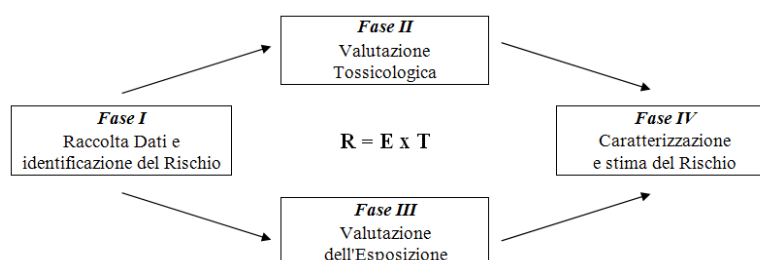 Fase II
Valutazione
Tossicologica
Fase I
Raccolta Dati e
identificazione del Rischio
R = E x T
Fase IV
Caratterizzazione
e stima del Rischio
Fase III
Valutazione
dell'Esposizione